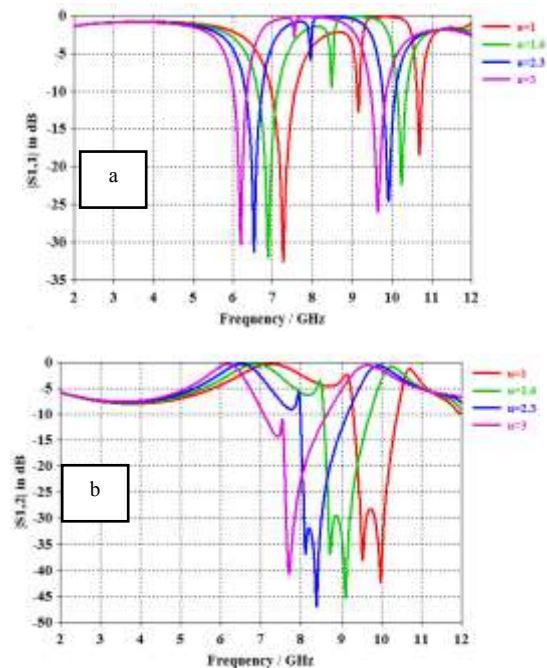 |S1,1| in dB
0
-5
-10
-15
-20
-25
-30
-35
a
a=1
a=1.6
a=2.3
a=3
2 3 4 5 6 7 8 9 10 11 12
Frequency / GHz
|S1,2| in dB
0
-5
-10
-15
-20
-25
-30
-35
-40
-45
-50
b
a=1
a=1.6
a=2.3
a=3
2 3 4 5 6 7 8 9 10 11 12
Frequency / GHz